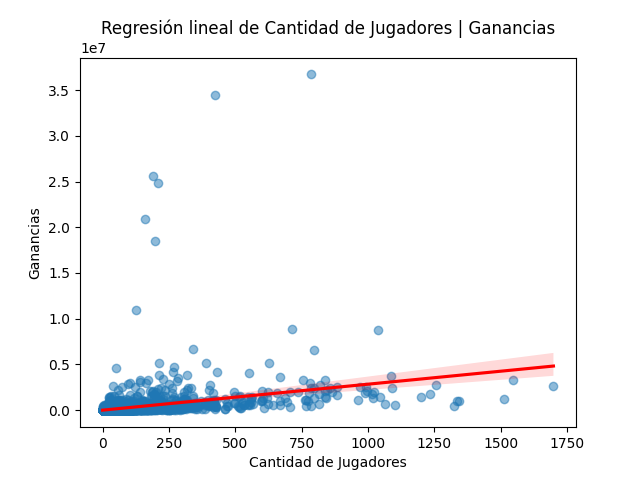 Regresión lineal de Cantidad de Jugadores | Ganancias
1e7
3.5
3.0
2.5
2.0
1.5
1.0
0.5
0.0
Ganancias
0 250 500 750 1000 1250 1500 1750
Cantidad de Jugadores